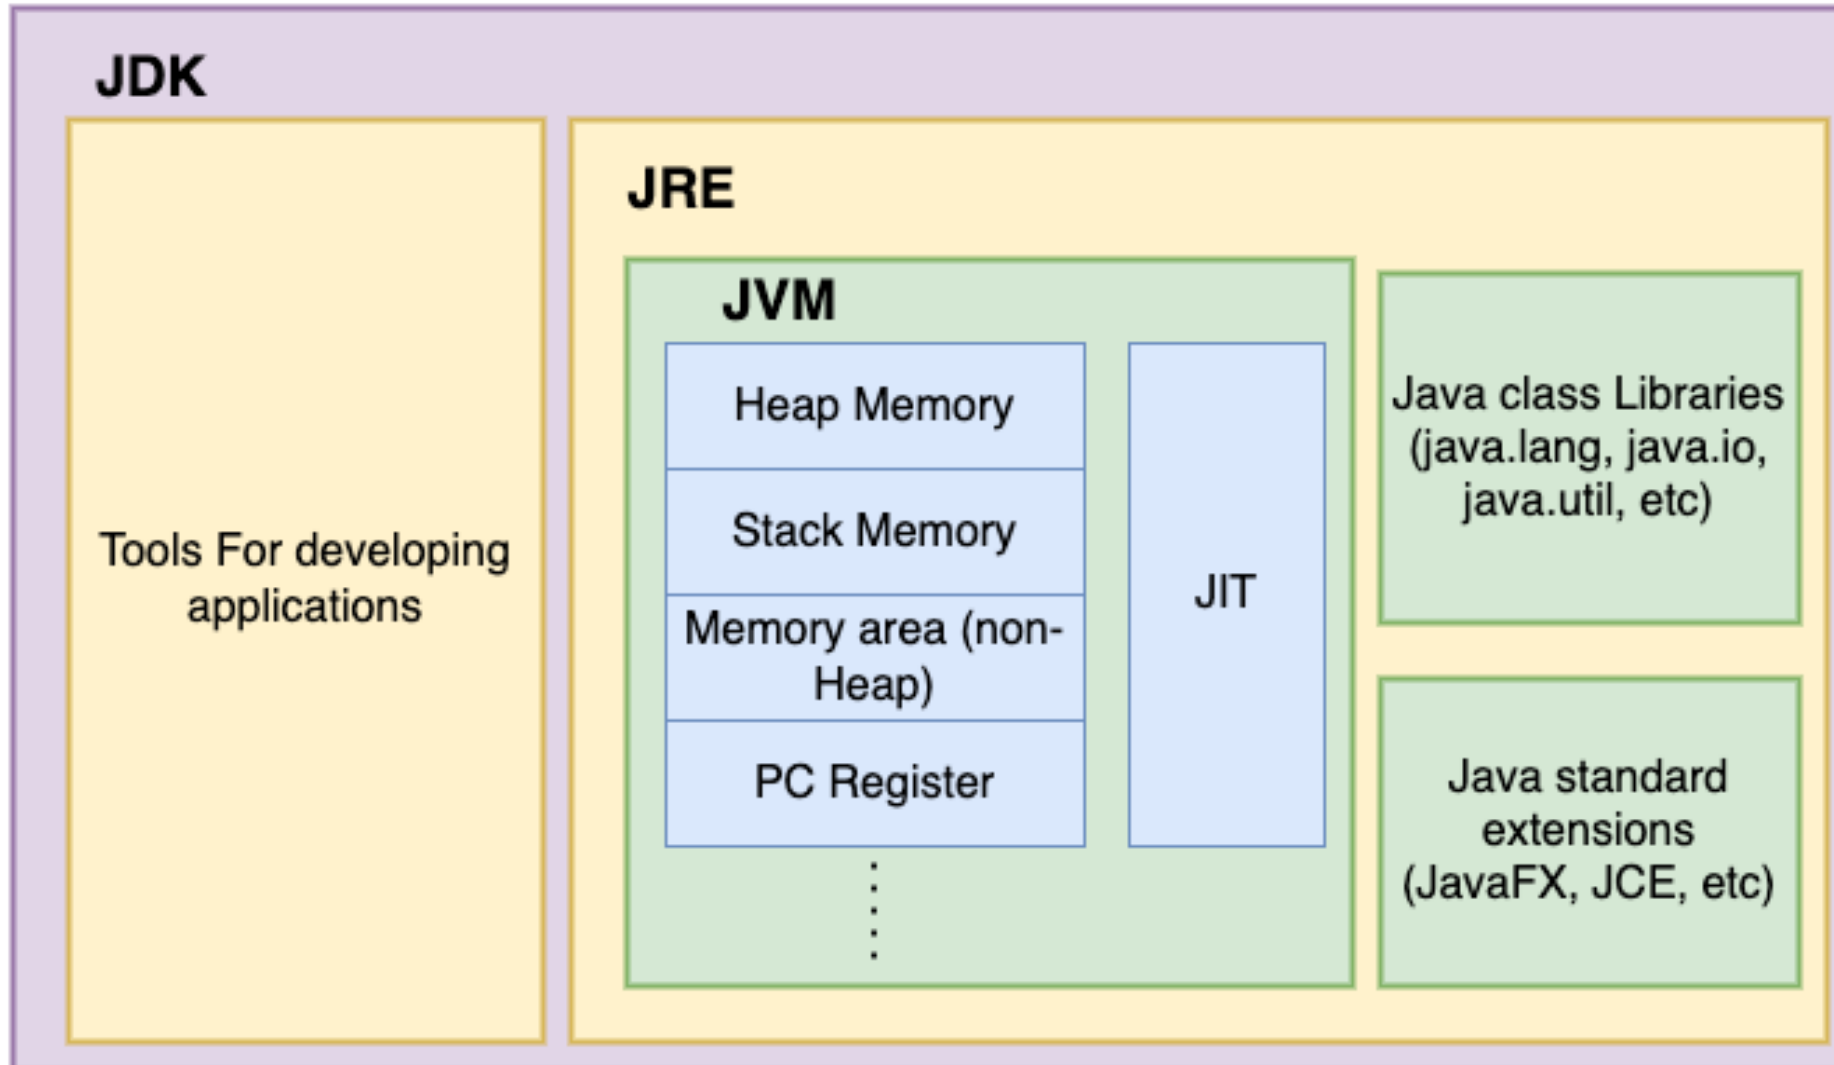 JDK
Tools For developing
applications
JRE
JVM
Heap Memory
Stack Memory
Memory area (non-
Heap)
PC Register
JIT
Java class Libraries
(java.lang, java.io,
java.util, etc)
Java standard
extensions
(JavaFX, JCE, etc)